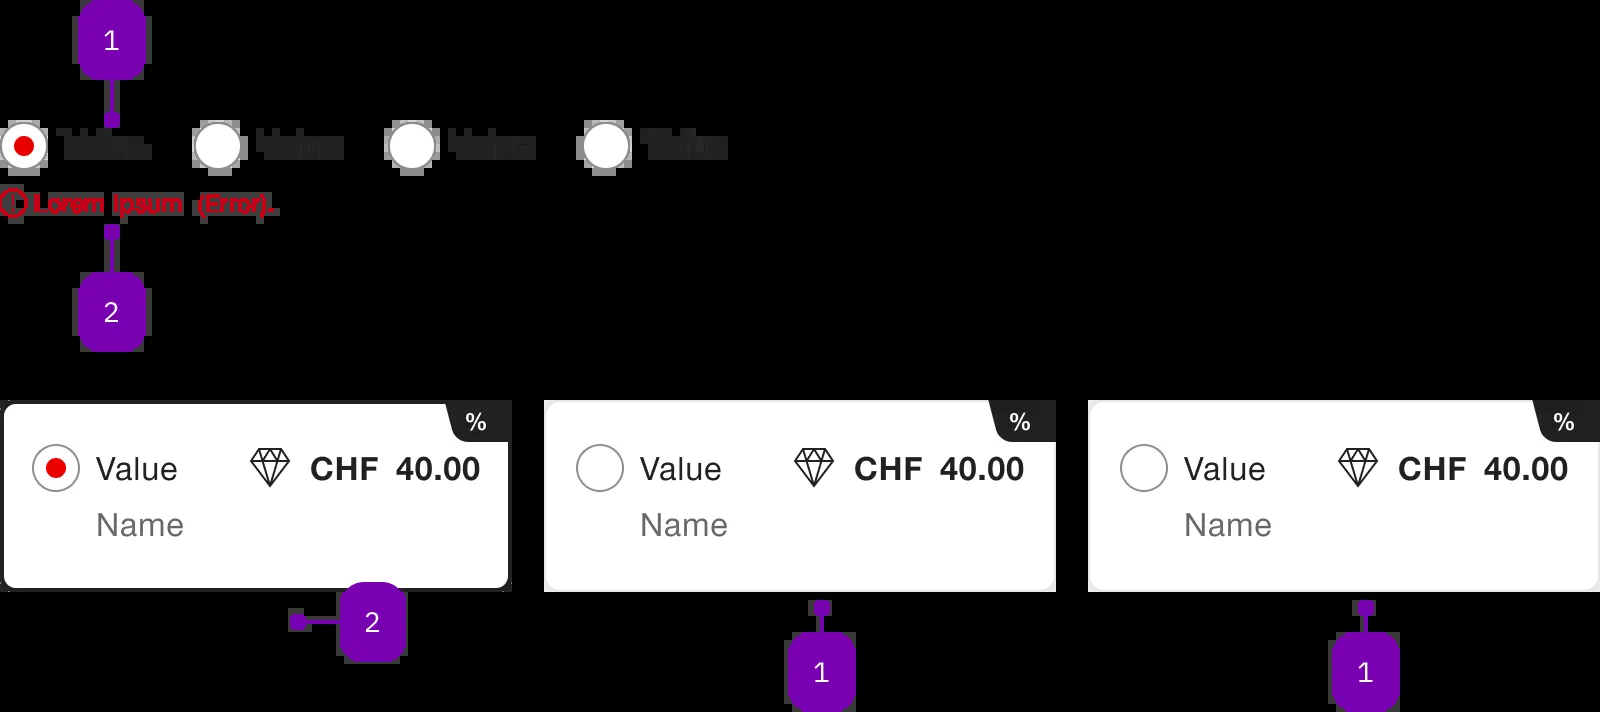 1
Value Value Value Value
Lorem Ipsum (Error).
2
%
Value CHF 40.00
Name
%
Value CHF 40.00
Name
%
Value CHF 40.00
Name
2
1
1